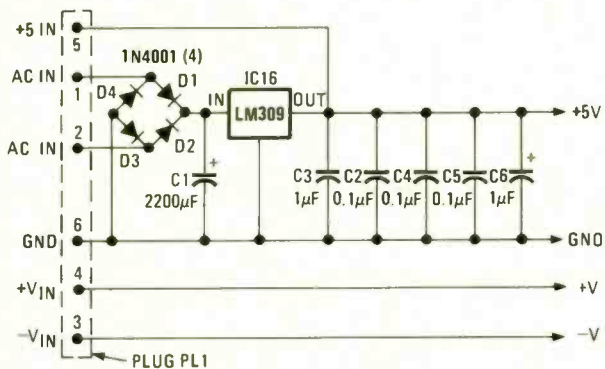 +5 IN
5
1N4001 (4)
AC IN
1
D4
D1
IC16
IN
LM309
OUT
+5V
AC IN
2
D3
D2
+
C1
2200µF
C3
1µF
C2
0.1µF
C4
0.1µF
C5
0.1µF
+
C6
1µF
GND
6
GND
+VIN
4
+V
-VIN
3
-V
PLUG PL1